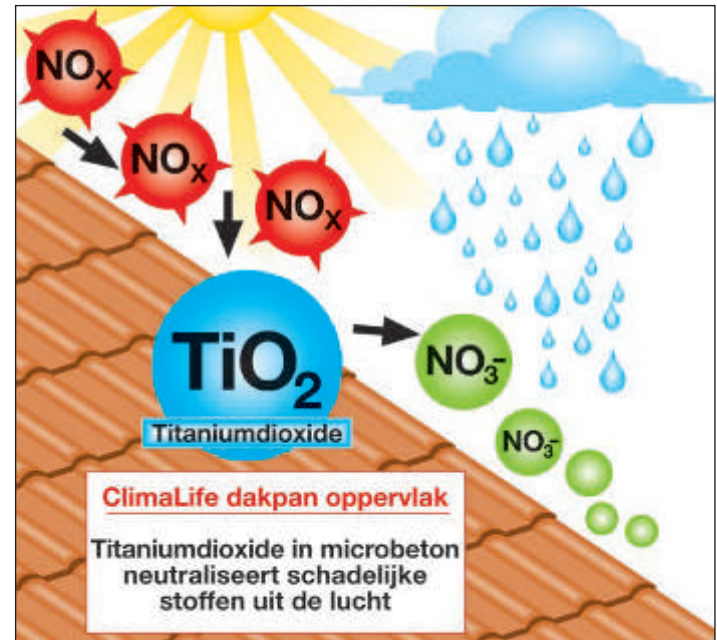 NOₓ
NOₓ
NOₓ
TiO₂
Titaniumdioxide
NO₃⁻
NO₃⁻
ClimaLife dakpan oppervlak
Titaniumdioxide in microbeton
neutraliseert schadelijke
stoffen uit de lucht